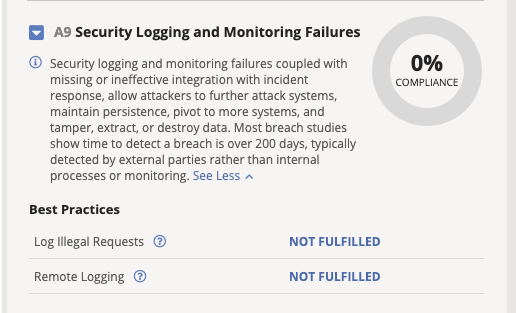 A9 Security Logging and Monitoring Failures
0%
COMPLIANCE
Security logging and monitoring failures coupled with
missing or ineffective integration with incident
response, allow attackers to further attack systems,
maintain persistence, pivot to more systems, and
tamper, extract, or destroy data. Most breach studies
show time to detect a breach is over 200 days, typically
detected by external parties rather than internal
processes or monitoring. See Less
Best Practices
Log Illegal Requests ? NOT FULFILLED
Remote Logging ? NOT FULFILLED